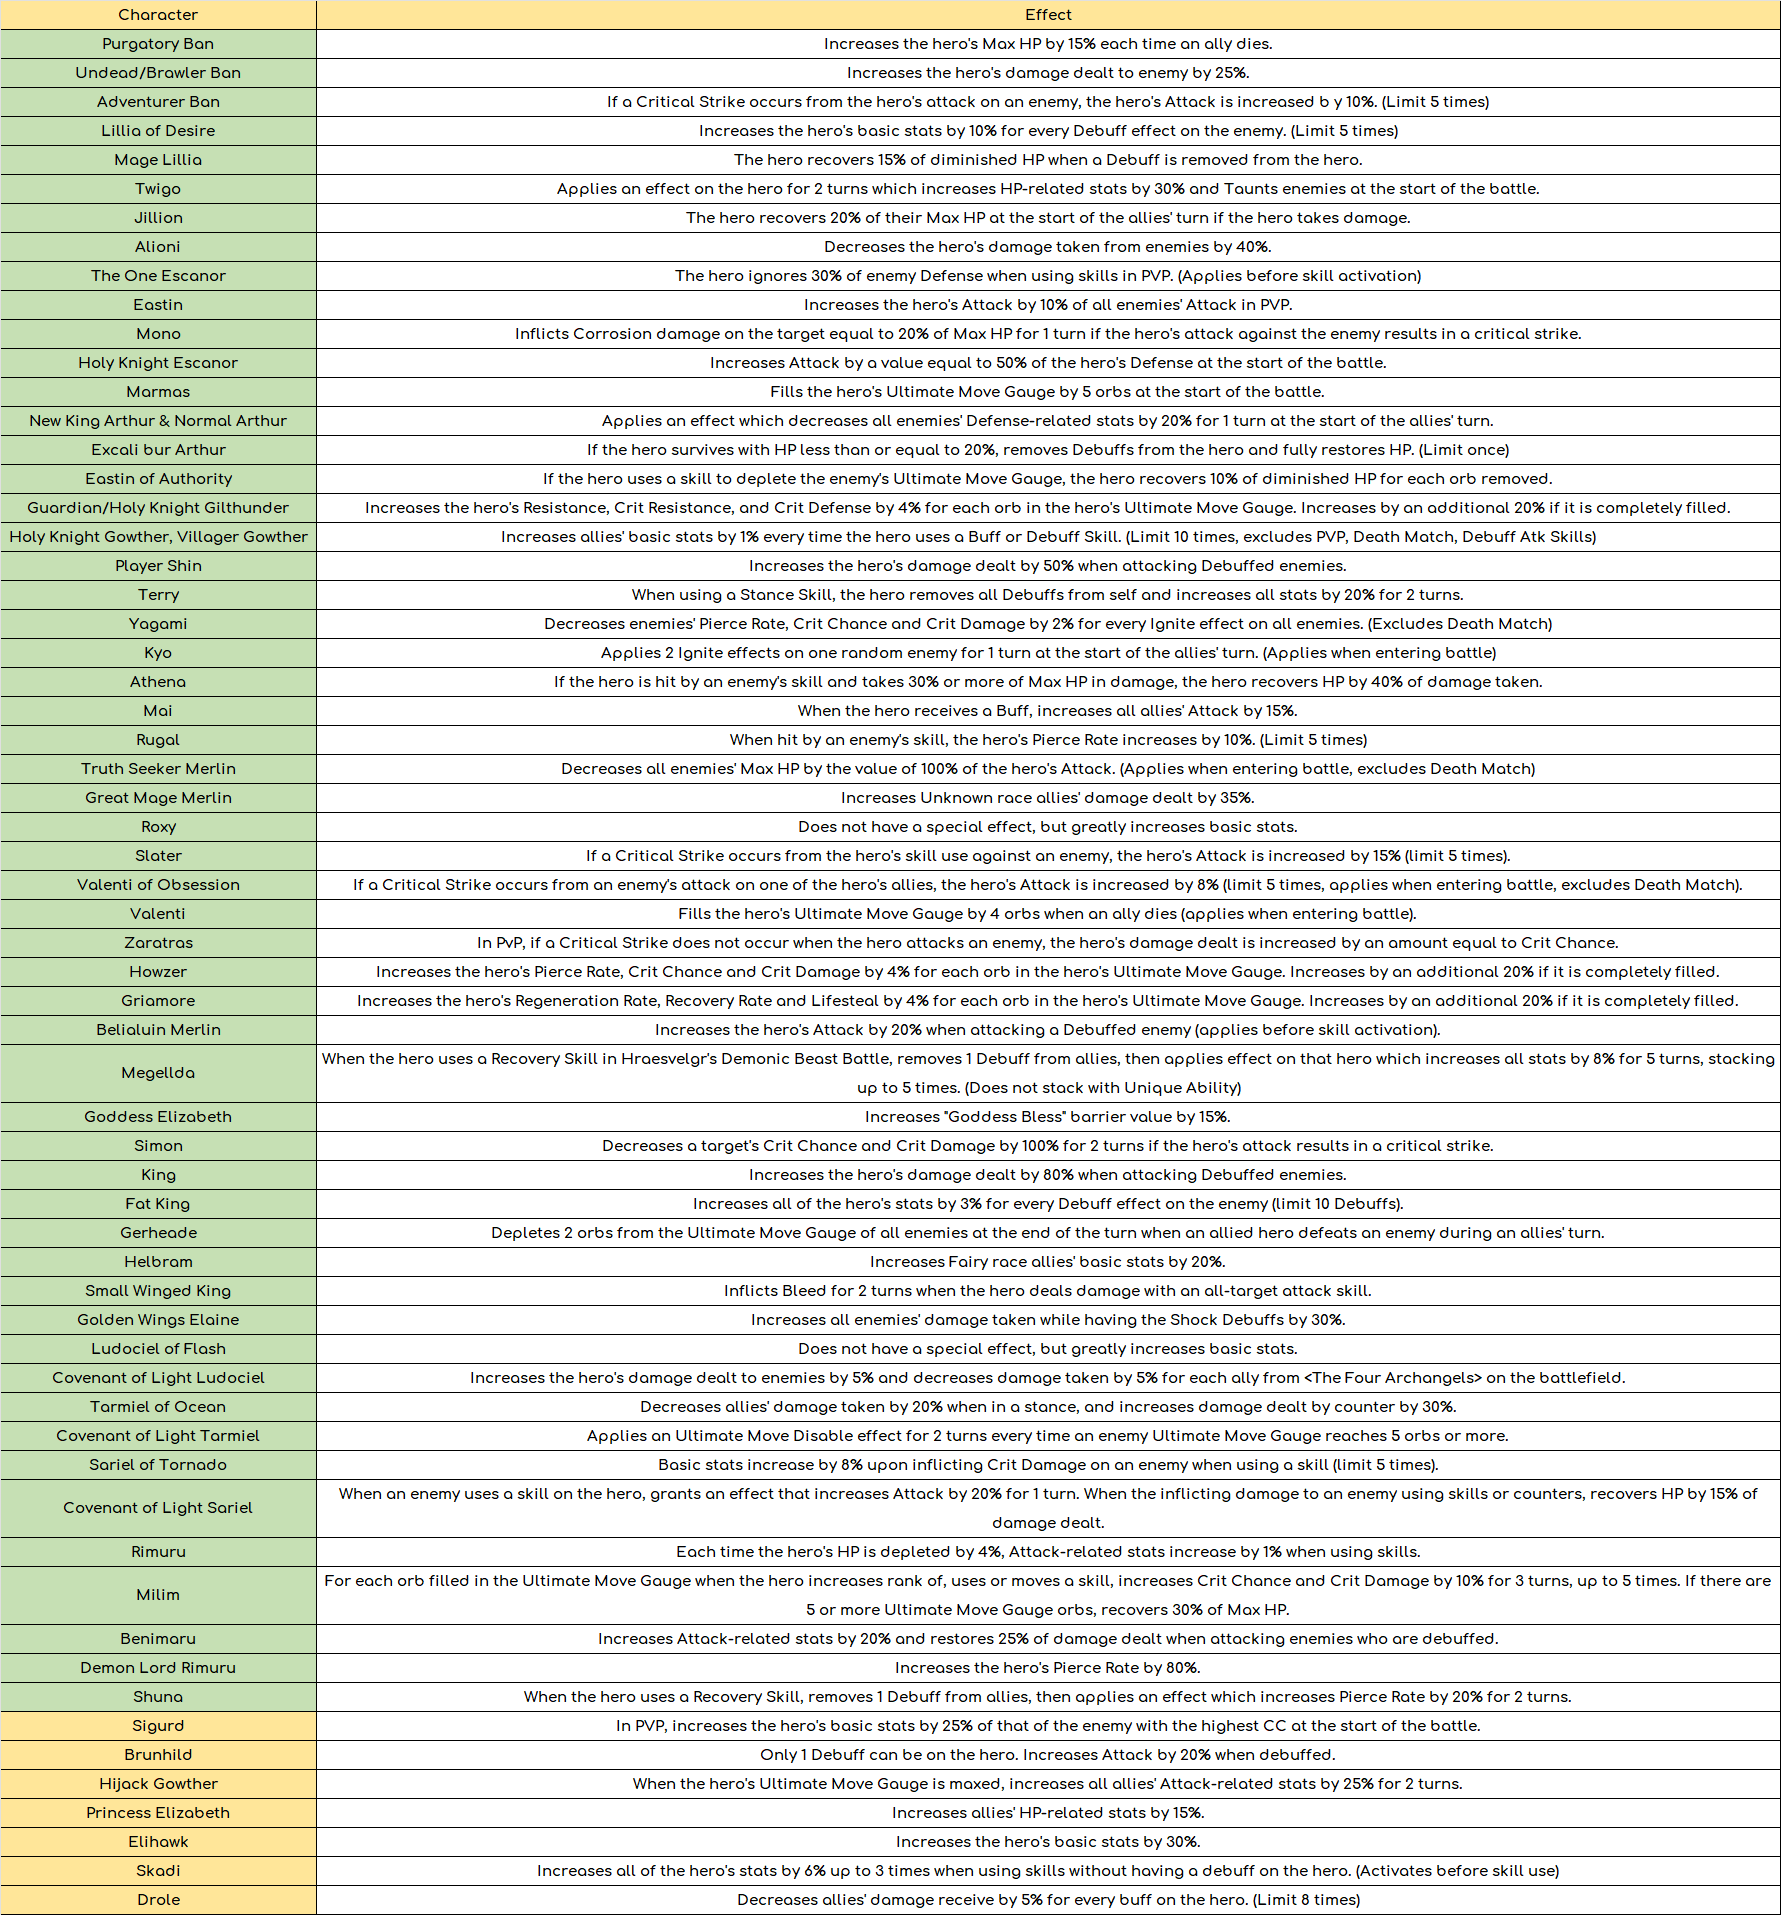 Character Effect
Purgatory Ban Increases the hero's Max HP by 15% each time an ally dies.
Undead/Brawler Ban Increases the hero's damage dealt to enemy by 25%.
Adventurer Ban If a Critical Strike occurs from the hero's attack on an enemy, the hero's Attack is increased b y 10%. (Limit 5 times)
Lillia of Desire Increases the hero's basic stats by 10% for every Debuff effect on the enemy. (Limit 5 times)
Mage Lillia The hero recovers 15% of diminished HP when a Debuff is removed from the hero.
Twigo Applies an effect on the hero for 2 turns which increases HP-related stats by 30% and Taunts enemies at the start of the battle.
Jillion The hero recovers 20% of their Max HP at the start of the allies' turn if the hero takes damage.
Alioni Decreases the hero's damage taken from enemies by 40%.
The One Escanor The hero ignores 30% of enemy Defense when using skills in PVP. (Applies before skill activation)
Eastin Increases the hero's Attack by 10% of all enemies' Attack in PVP.
Mono Inflicts Corrosion damage on the target equal to 20% of Max HP for 1 turn if the hero's attack against the enemy results in a critical strike.
Holy Knight Escanor Increases Attack by a value equal to 50% of the hero's Defense at the start of the battle.
Marmas Fills the hero's Ultimate Move Gauge by 5 orbs at the start of the battle.
New King Arthur & Normal Arthur Applies an effect which decreases all enemies' Defense-related stats by 20% for 1 turn at the start of the allies' turn.
Excali bur Arthur If the hero survives with HP less than or equal to 20%, removes Debuffs from the hero and fully restores HP. (Limit once)
Eastin of Authority If the hero uses a skill to deplete the enemy's Ultimate Move Gauge, the hero recovers 10% of diminished HP for each orb removed.
Guardian/Holy Knight Gilthunder Increases the hero's Resistance, Crit Resistance, and Crit Defense by 4% for each orb in the hero's Ultimate Move Gauge. Increases by an additional 20% if it is completely filled.
Holy Knight Gowther, Villager Gowther Increases allies' basic stats by 1% every time the hero uses a Buff or Debuff Skill. (Limit 10 times, excludes PVP, Death Match, Debuff Atk Skills)
Player Shin Increases the hero's damage dealt by 50% when attacking Debuffed enemies.
Terry When using a Stance Skill, the hero removes all Debuffs from self and increases all stats by 20% for 2 turns.
Yagami Decreases enemies' Pierce Rate, Crit Chance and Crit Damage by 2% for every Ignite effect on all enemies. (Excludes Death Match)
Kyo Applies 2 Ignite effects on one random enemy for 1 turn at the start of the allies' turn. (Applies when entering battle)
Athena If the hero is hit by an enemy's skill and takes 30% or more of Max HP in damage, the hero recovers HP by 40% of damage taken.
Mai When the hero receives a Buff, increases all allies' Attack by 15%.
Rugal When hit by an enemy's skill, the hero's Pierce Rate increases by 10%. (Limit 5 times)
Truth Seeker Merlin Decreases all enemies' Max HP by the value of 100% of the hero's Attack. (Applies when entering battle, excludes Death Match)
Great Mage Merlin Increases Unknown race allies' damage dealt by 35%.
Roxy Does not have a special effect, but greatly increases basic stats.
Slater If a Critical Strike occurs from the hero's skill use against an enemy, the hero's Attack is increased by 15% (limit 5 times).
Valenti of Obsession If a Critical Strike occurs from an enemy's attack on one of the hero's allies, the hero's Attack is increased by 8% (limit 5 times, applies when entering battle, excludes Death Match).
Valenti Fills the hero's Ultimate Move Gauge by 4 orbs when an ally dies (applies when entering battle).
Zaratras In PvP, if a Critical Strike does not occur when the hero attacks an enemy, the hero's damage dealt is increased by an amount equal to Crit Chance.
Howzer Increases the hero's Pierce Rate, Crit Chance and Crit Damage by 4% for each orb in the hero's Ultimate Move Gauge. Increases by an additional 20% if it is completely filled.
Griamore Increases the hero's Regeneration Rate, Recovery Rate and Lifesteal by 4% for each orb in the hero's Ultimate Move Gauge. Increases by an additional 20% if it is completely filled.
Belialuin Merlin Increases the hero's Attack by 20% when attacking a Debuffed enemy (applies before skill activation).
Megellda When the hero uses a Recovery Skill in Hraesvelgr's Demonic Beast Battle, removes 1 Debuff from allies, then applies effect on that hero which increases all stats by 8% for 5 turns, stacking
up to 5 times. (Does not stack with Unique Ability)
Goddess Elizabeth Increases "Goddess Bless" barrier value by 15%.
Simon Decreases a target's Crit Chance and Crit Damage by 100% for 2 turns if the hero's attack results in a critical strike.
King Increases the hero's damage dealt by 80% when attacking Debuffed enemies.
Fat King Increases all of the hero's stats by 3% for every Debuff effect on the enemy (limit 10 Debuffs).
Gerheade Depletes 2 orbs from the Ultimate Move Gauge of all enemies at the end of the turn when an allied hero defeats an enemy during an allies' turn.
Helbram Increases Fairy race allies' basic stats by 20%.
Small Winged King Inflicts Bleed for 2 turns when the hero deals damage with an all-target attack skill.
Golden Wings Elaine Increases all enemies' damage taken while having the Shock Debuffs by 30%.
Ludociel of Flash Does not have a special effect, but greatly increases basic stats.
Covenant of Light Ludociel Increases the hero's damage dealt to enemies by 5% and decreases damage taken by 5% for each ally from <The Four Archangels> on the battlefield.
Tarmiel of Ocean Decreases allies' damage taken by 20% when in a stance, and increases damage dealt by counter by 30%.
Covenant of Light Tarmiel Applies an Ultimate Move Disable effect for 2 turns every time an enemy Ultimate Move Gauge reaches 5 orbs or more.
Sariel of Tornado Basic stats increase by 8% upon inflicting Crit Damage on an enemy when using a skill (limit 5 times).
Covenant of Light Sariel When an enemy uses a skill on the hero, grants an effect that increases Attack by 20% for 1 turn. When the inflicting damage to an enemy using skills or counters, recovers HP by 15% of
damage dealt.
Rimuru Each time the hero's HP is depleted by 4%, Attack-related stats increase by 1% when using skills.
Milim For each orb filled in the Ultimate Move Gauge when the hero increases rank of, uses or moves a skill, increases Crit Chance and Crit Damage by 10% for 3 turns, up to 5 times. If there are
5 or more Ultimate Move Gauge orbs, recovers 30% of Max HP.
Benimaru Increases Attack-related stats by 20% and restores 25% of damage dealt when attacking enemies who are debuffed.
Demon Lord Rimuru Increases the hero's Pierce Rate by 80%.
Shuna When the hero uses a Recovery Skill, removes 1 Debuff from allies, then applies an effect which increases Pierce Rate by 20% for 2 turns.
Sigurd In PVP, increases the hero's basic stats by 25% of that of the enemy with the highest CC at the start of the battle.
Brunhild Only 1 Debuff can be on the hero. Increases Attack by 20% when debuffed.
Hijack Gowther When the hero's Ultimate Move Gauge is maxed, increases all allies' Attack-related stats by 25% for 2 turns.
Princess Elizabeth Increases allies' HP-related stats by 15%.
Elihawk Increases the hero's basic stats by 30%.
Skadi Increases all of the hero's stats by 6% up to 3 times when using skills without having a debuff on the hero. (Activates before skill use)
Drole Decreases allies' damage receive by 5% for every buff on the hero. (Limit 8 times)